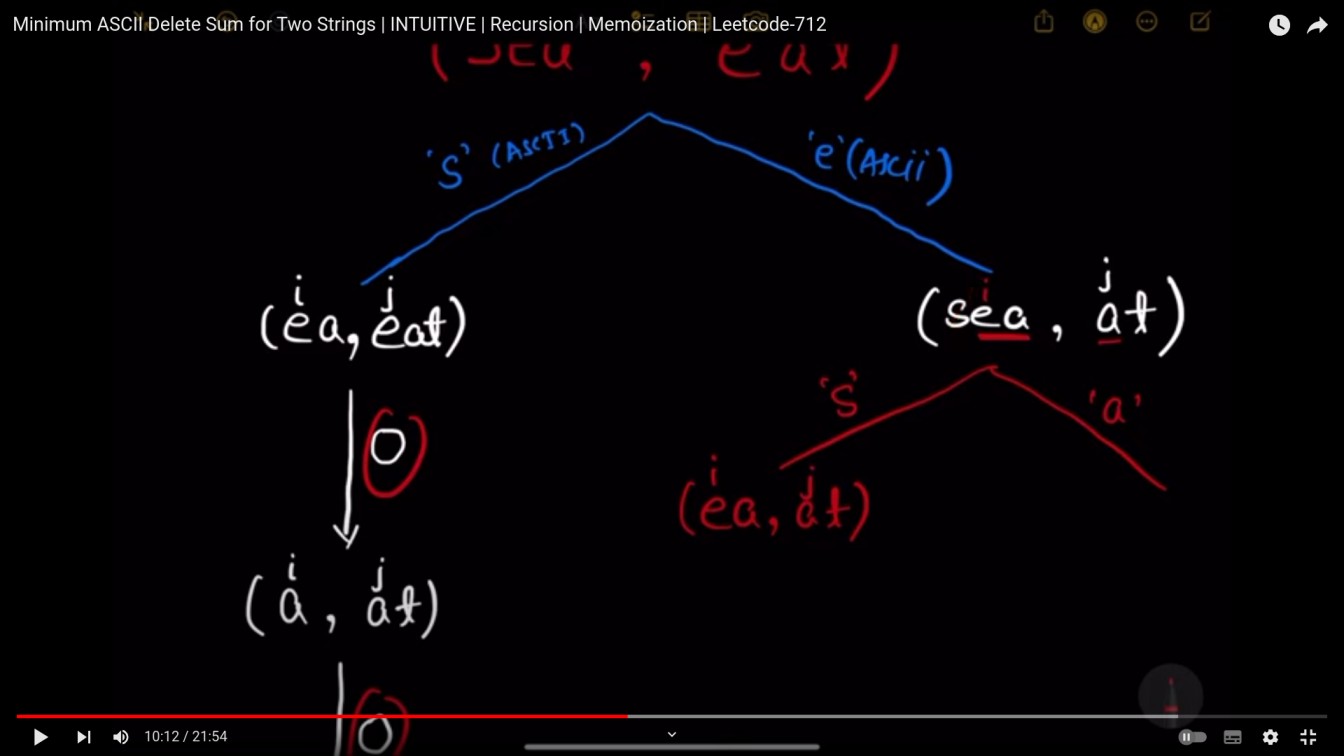 Minimum ASCII Delete Sum for Two Strings | INTUITIVE | Recursion | Memoization | Leetcode-712
(sea , eat)
's' (ASCII)
'e' (ASCii)
i j
(ea, eat)
i j
(sea , at)
0
's'
'a'
i j
(ea, at)
i j
(a , at)
0
10:12 / 21:54